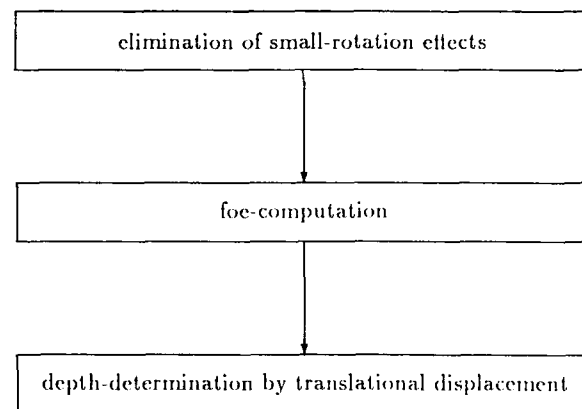 elimination of small-rotation effects
foe-computation
depth-determination by translational displacement